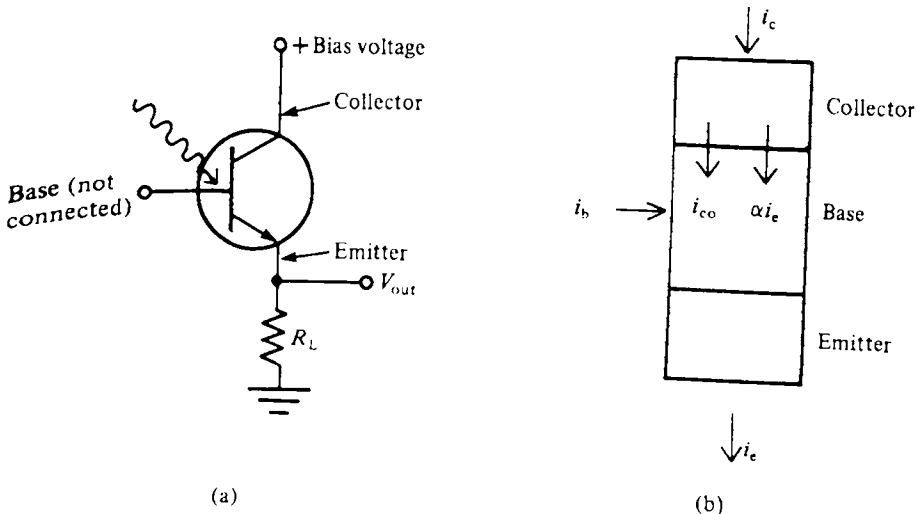 + Bias voltage
Collector
Base (not
connected)
Emitter
V_out
R_L
(a)
i_c
Collector
i_b
i_co
αi_e
Base
Emitter
i_e
(b)